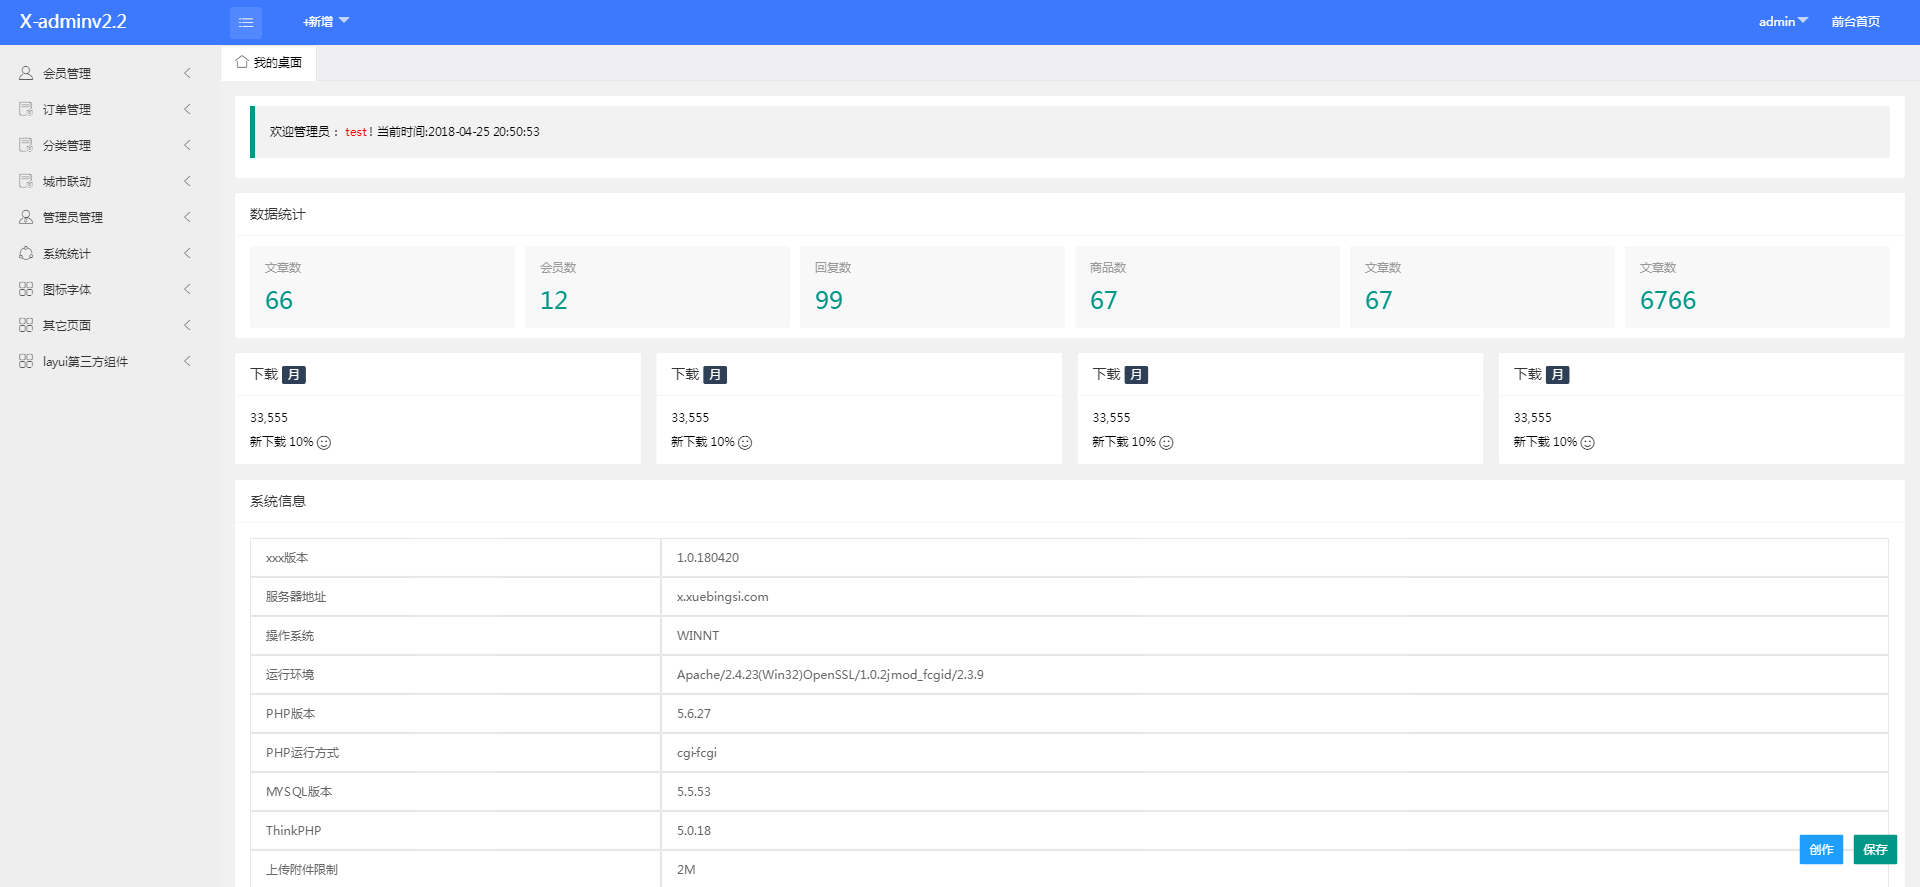 X-adminv2.2
+新增
admin
前台首页
会员管理
订单管理
分类管理
城市联动
管理员管理
系统统计
图标字体
其它页面
layui第三方组件
我的桌面
欢迎管理员： test! 当前时间:2018-04-25 20:50:53
数据统计
文章数 会员数 回复数 商品数 文章数 文章数
66 12 99 67 67 6766
下载 月 下载 月 下载 月 下载 月
33,555 33,555 33,555 33,555
新下载 10% 新下载 10% 新下载 10% 新下载 10%
系统信息
xxx版本 1.0.180420
服务器地址 x.xuebingsi.com
操作系统 WINNT
运行环境 Apache/2.4.23(Win32)OpenSSL/1.0.2jmod_fcgid/2.3.9
PHP版本 5.6.27
PHP运行方式 cgi-fcgi
MYSQL版本 5.5.53
ThinkPHP 5.0.18
上传附件限制 2M
创作 保存